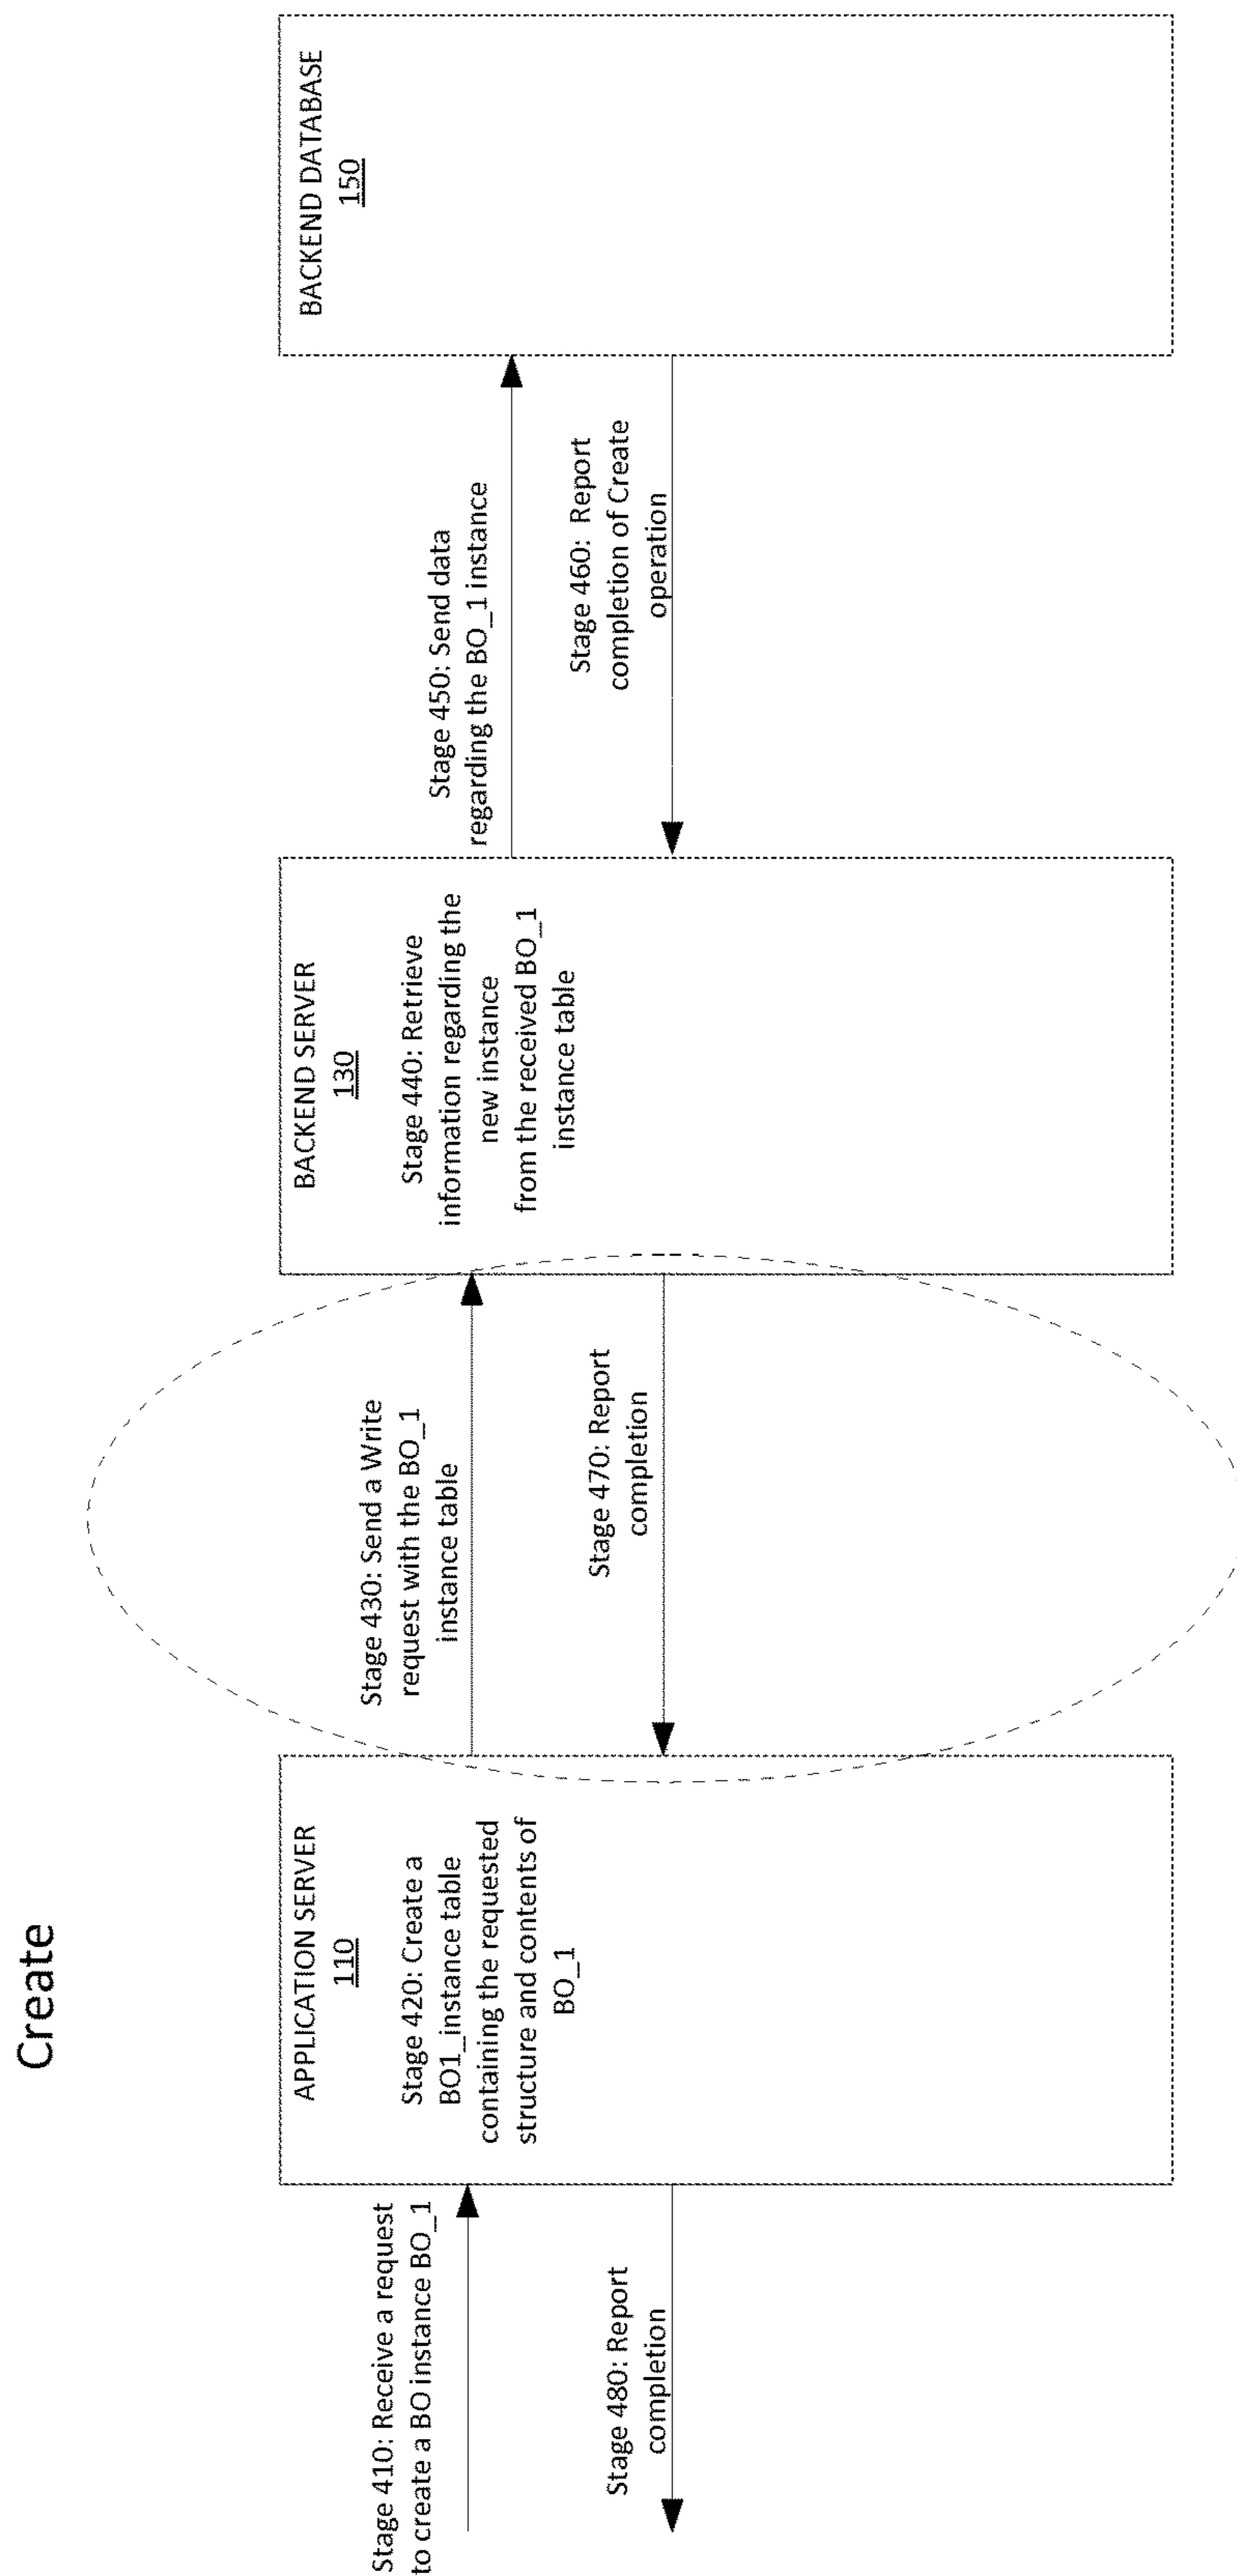 Create
Stage 410: Receive a request
to create a BO instance BO_1
Stage 480: Report
completion
APPLICATION SERVER
110
Stage 420: Create a
BO1_instance table
containing the requested
structure and contents of
BO_1
Stage 430: Send a Write
request with the BO_1
instance table
Stage 470: Report
completion
BACKEND SERVER
130
Stage 440: Retrieve
information regarding the
new instance
from the received BO_1
instance table
Stage 450: Send data
regarding the BO_1 instance
Stage 460: Report
completion of Create
operation
BACKEND DATABASE
150